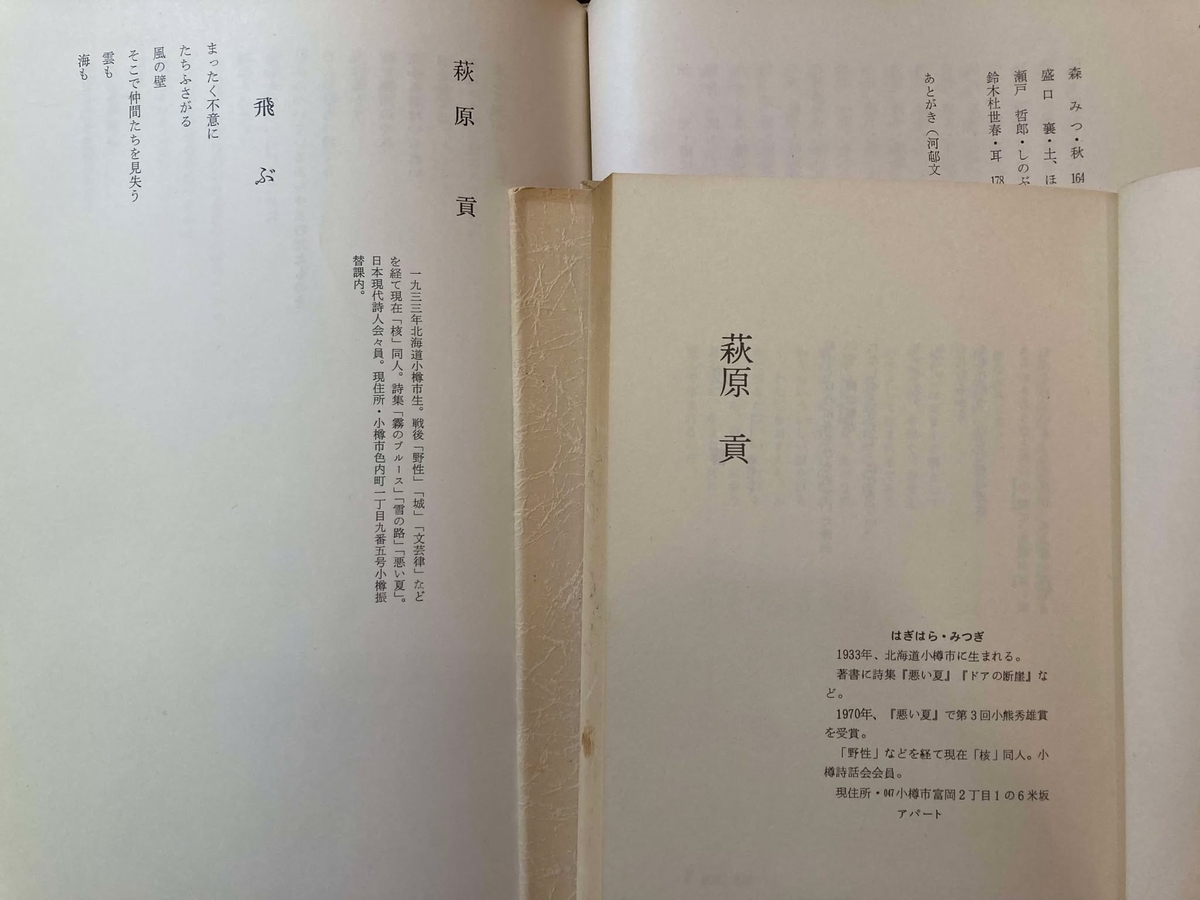 萩原 貢
一九三三年北海道小樽市生。戦後「野性」「城」「文芸律」など
を経て現在「核」同人。詩集「霧のブルース」「雪の路」「悪い夏」。
日本現代詩人会々員。現住所・小樽市色内町一丁目九番五号小樽振
替課内。
飛ぶ
まったく不意に
たちふさがる
風の壁
そこで仲間たちを見失う
雲も
海も
森 みつ・秋 164
盛口 襄・土、ほ
瀬戸 哲郎・しのぶ
鈴木杜世春・耳 178
あとがき(河邨文
萩原 貢
はぎはら・みつぎ
1933年、北海道小樽市に生まれる。
著書に詩集『悪い夏』『ドアの断崖』な
ど。
1970年、『悪い夏』で第3回小熊秀雄賞
を受賞。
「野性」などを経て現在「核」同人。小
樽詩話会会員。
現住所・047小樽市富岡2丁目1の6米坂
アパート